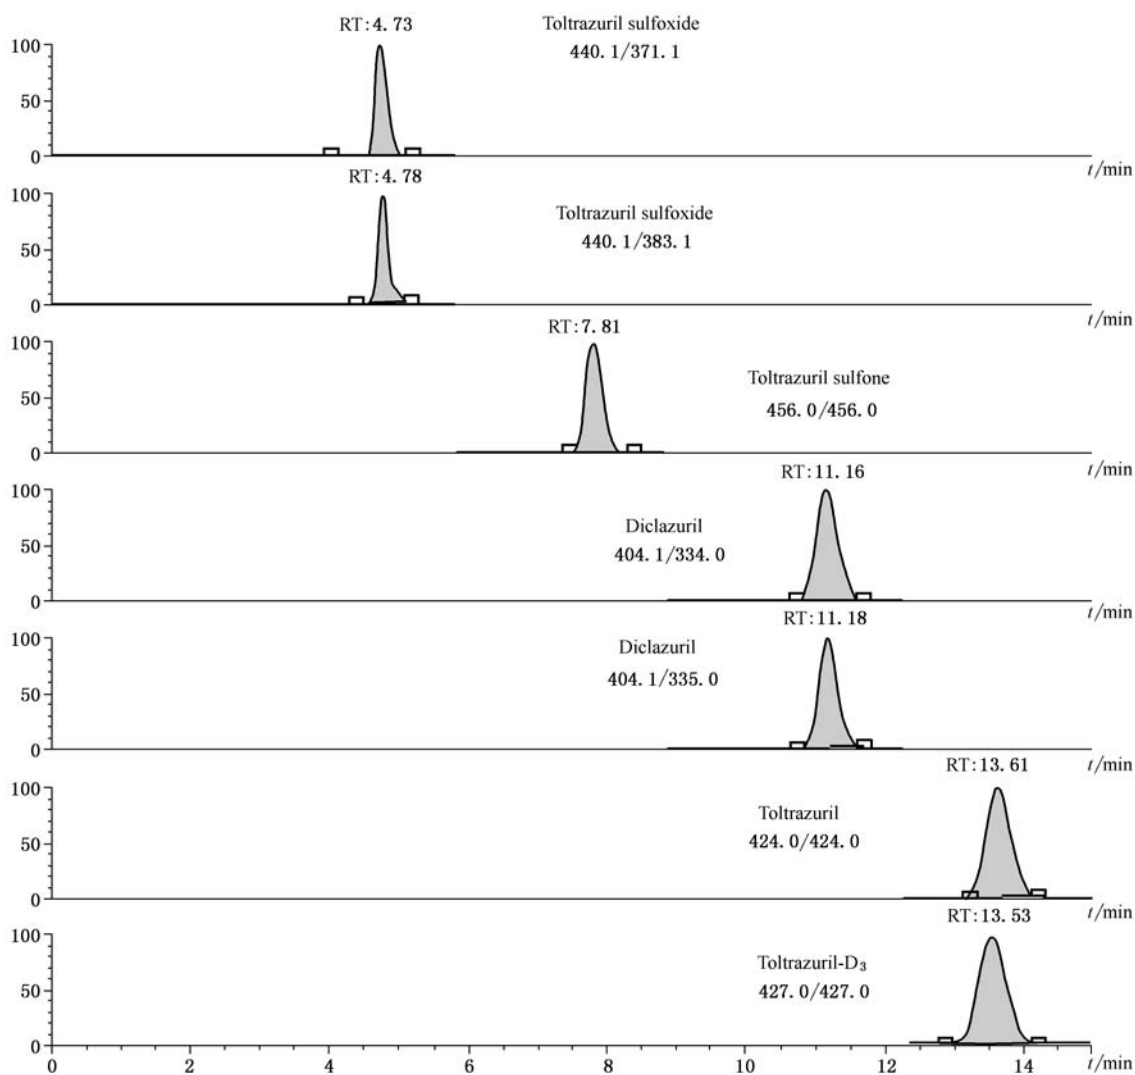 RT:4.73
Toltrazuril sulfoxide
440.1/371.1
100
50
0
t/min
RT:4.78
Toltrazuril sulfoxide
440.1/383.1
100
50
0
t/min
RT:7.81
Toltrazuril sulfone
456.0/456.0
100
50
0
t/min
RT:11.16
Diclazuril
404.1/334.0
100
50
0
t/min
RT:11.18
Diclazuril
404.1/335.0
100
50
0
t/min
RT:13.61
Toltrazuril
424.0/424.0
100
50
0
t/min
RT:13.53
Toltrazuril-D₃
427.0/427.0
100
50
0
0 2 4 6 8 10 12 14 t/min